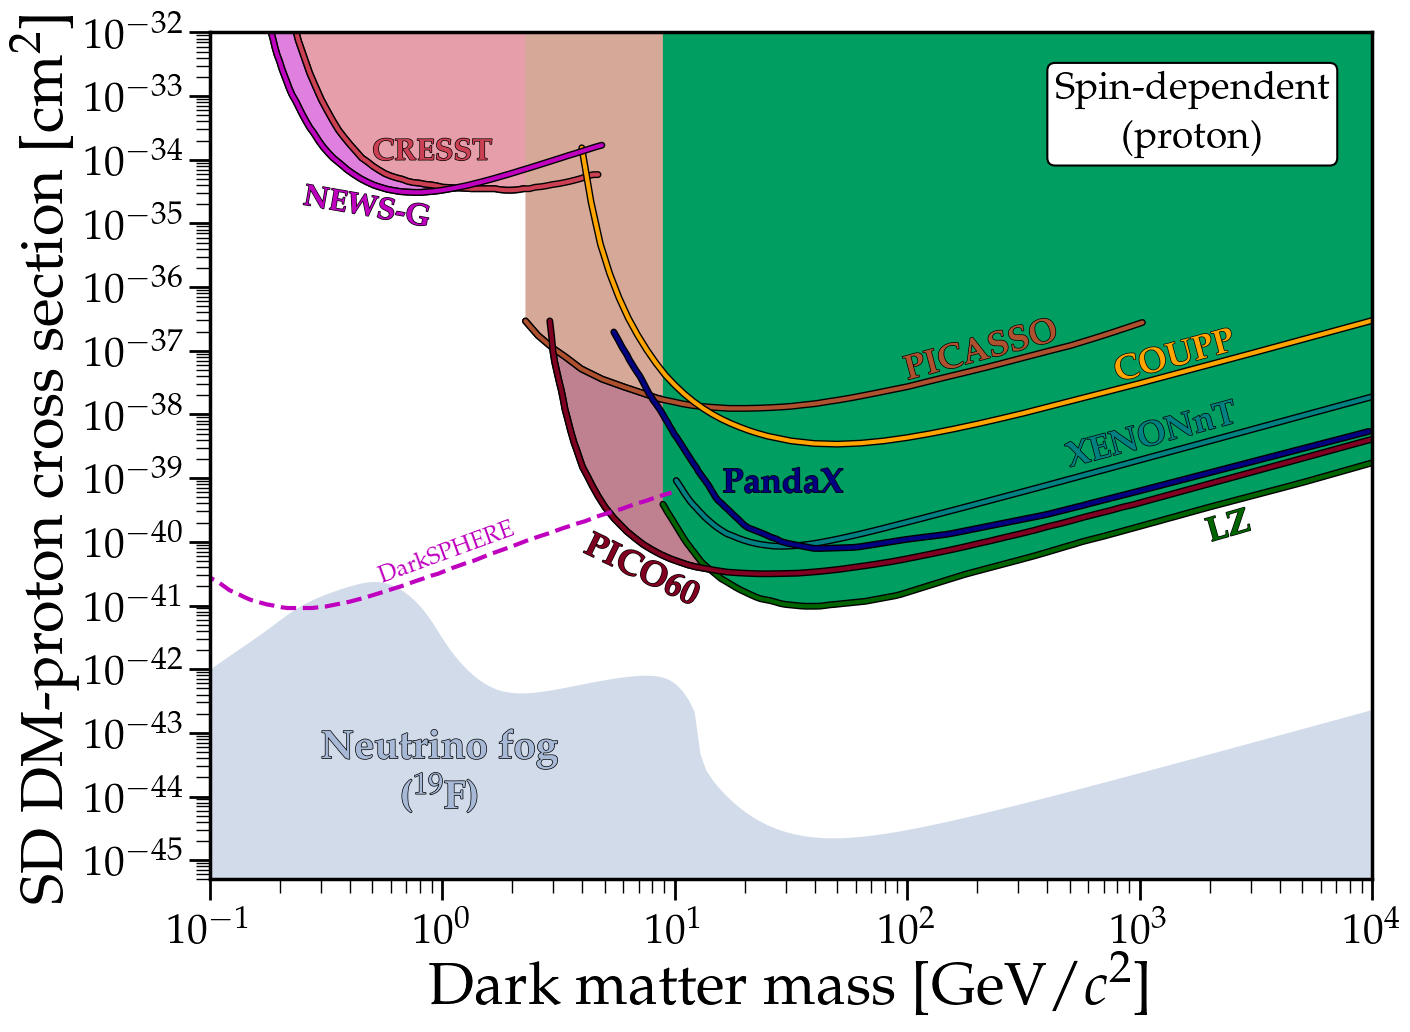 SD DM-proton cross section [cm²]
10⁻³²
10⁻³³
10⁻³⁴
10⁻³⁵
10⁻³⁶
10⁻³⁷
10⁻³⁸
10⁻³⁹
10⁻⁴⁰
10⁻⁴¹
10⁻⁴²
10⁻⁴³
10⁻⁴⁴
10⁻⁴⁵
Spin-dependent
(proton)
CRESST
NEWS-G
PICASSO
COUPP
XENONnT
PandaX
LZ
DarkSPHERE
PICO60
Neutrino fog
(¹⁹F)
10⁻¹ 10⁰ 10¹ 10² 10³ 10⁴
Dark matter mass [GeV/c²]